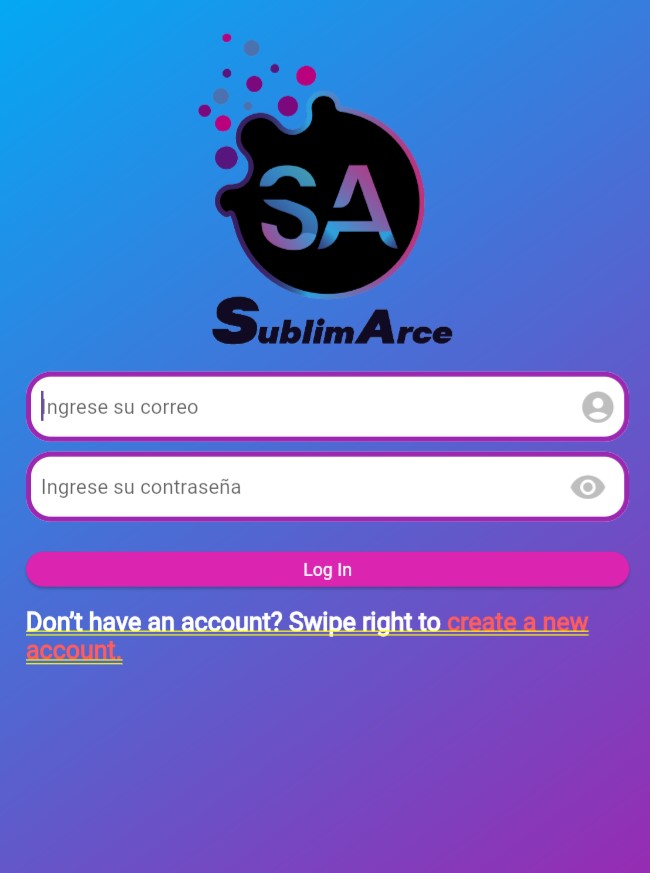 SA
SublimArce
Ingrese su correo
Ingrese su contraseña
Log In
Don't have an account? Swipe right to create a new
account.